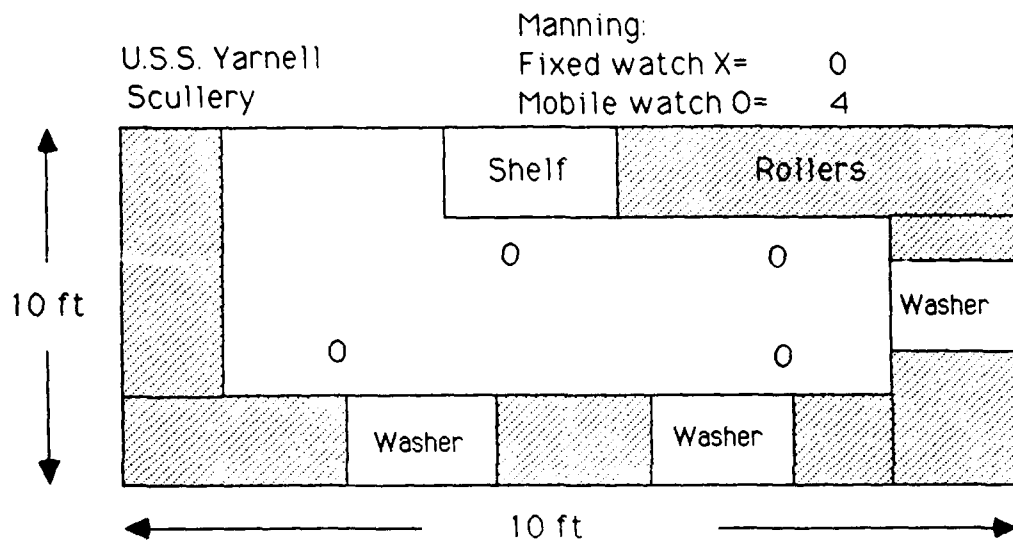 U.S.S. Yarnell
Scullery
Manning:
Fixed watch X= 0
Mobile watch O= 4
Shelf
Rollers
O O
10 ft
Washer
O O
Washer
Washer
10 ft